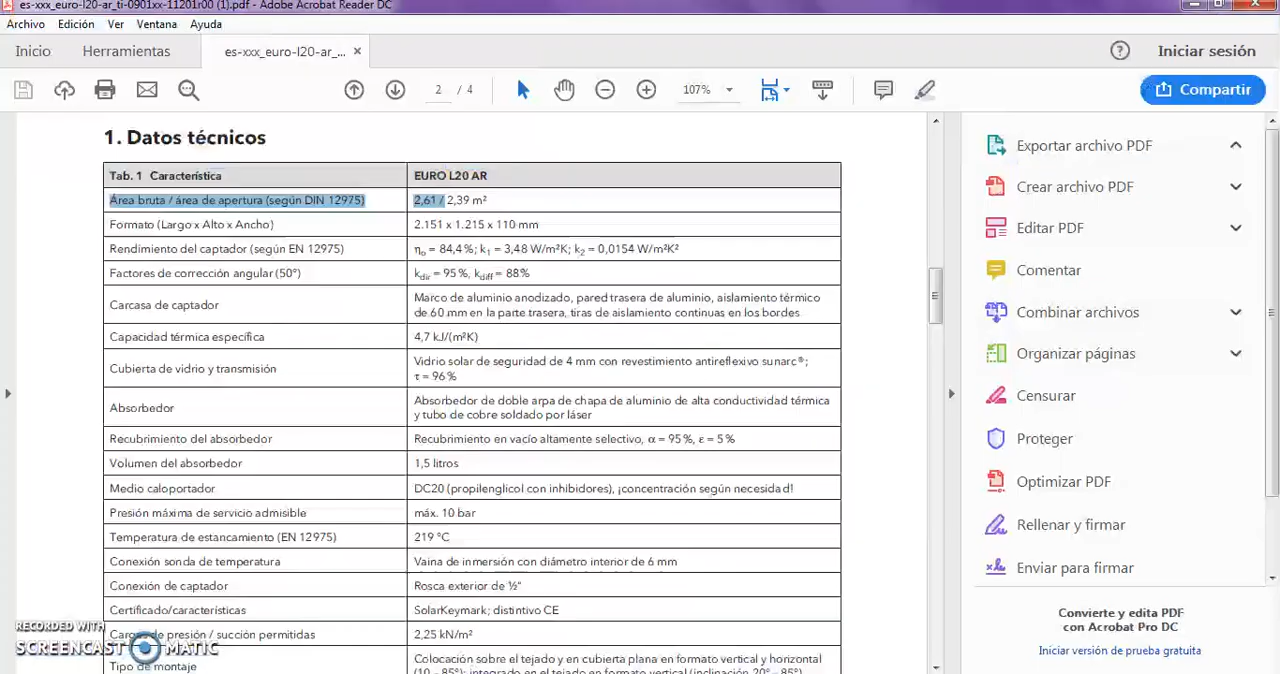 es-xxx_euro-l20-ar_ti-0901xx-11201r00 (1).pdf - Adobe Acrobat Reader DC
Archivo Edición Ver Ventana Ayuda
Inicio Herramientas es-xxx_euro-l20-ar_... × Iniciar sesión
2 / 4 107% Compartir
1. Datos técnicos
Tab. 1 Característica EURO L20 AR
Área bruta / área de apertura (según DIN 12975) 2,61 / 2,39 m²
Formato (Largo x Alto x Ancho) 2.151 x 1.215 x 110 mm
Rendimiento del captador (según EN 12975) η₀ = 84,4 %; k₁ = 3,48 W/m²K; k₂ = 0,0154 W/m²K²
Factores de corrección angular (50°) kdir = 95 %, kdiff = 88%
Carcasa de captador Marco de aluminio anodizado, pared trasera de aluminio, aislamiento térmico
de 60 mm en la parte trasera, tiras de aislamiento continuas en los bordes
Capacidad térmica específica 4,7 kJ/(m²K)
Cubierta de vidrio y transmisión Vidrio solar de seguridad de 4 mm con revestimiento antireflexivo sunarc®;
τ = 96 %
Absorbedor Absorbedor de doble arpa de chapa de aluminio de alta conductividad térmica
y tubo de cobre soldado por láser
Recubrimiento del absorbedor Recubrimiento en vacío altamente selectivo, α = 95 %, ε = 5 %
Volumen del absorbedor 1,5 litros
Medio caloportador DC20 (propilenglicol con inhibidores), ¡concentración según necesidad!
Presión máxima de servicio admisible máx. 10 bar
Temperatura de estancamiento (EN 12975) 219 °C
Conexión sonda de temperatura Vaina de inmersión con diámetro interior de 6 mm
Conexión de captador Rosca exterior de ½“
Certificado/características SolarKeymark; distintivo CE
Carga de presión / succión permitidas 2,25 kN/m²
Tipo de montaje Colocación sobre el tejado y en cubierta plana en formato vertical y horizontal
(10 – 85°); integrado en el tejado en formato vertical (inclinación 20° – 85°)
Exportar archivo PDF
Crear archivo PDF
Editar PDF
Comentar
Combinar archivos
Organizar páginas
Censurar
Proteger
Optimizar PDF
Rellenar y firmar
Enviar para firmar
Convierte y edita PDF
con Acrobat Pro DC
Iniciar versión de prueba gratuita
RECORDED WITH
SCREENCAST MATIC